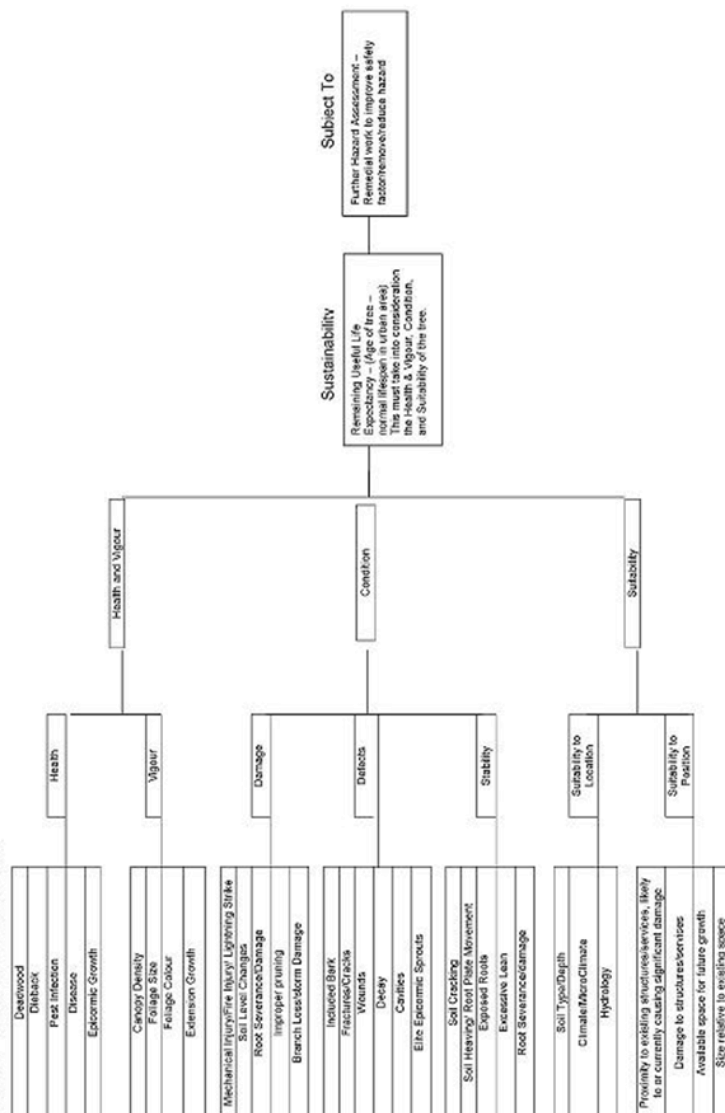 Deadwood
Dieback
Pest Infection
Disease
Epicormic Growth
Canopy Density
Foliage Size
Foliage Colour
Extension Growth
Mechanical Injury/Fire Injury/ Lightning Strike
Soil Level Changes
Root Severance/Damage
Improper pruning
Branch Loss/storm Damage
Included Bark
Fractures/Cracks
Wounds
Decay
Cavities
Elite Epicormic Sprouts
Soil Cracking
Soil Heaving/ Root Plate Movement
Exposed Roots
Excessive Lean
Root Severance/damage
Soil Type/Depth
Climate/MicroClimate
Hydrology
Proximity to existing structures/services, likely
to or currently causing significant damage
Damage to structures/services
Available space for future growth
Size relative to existing space
Health
Vigour
Damage
Defects
Stability
Suitability to
Location
Suitability to
Position
Health and Vigour
Condition
Suitability
Sustainability
Remaining Useful Life
Expectancy – (Age of tree –
normal lifespan in urban area)
This must take into consideration
the Health & Vigour, Condition,
and Suitability of the tree.
Subject To
Further Hazard Assessment –
Remedial work to improve safety
factor/remove/reduce hazard